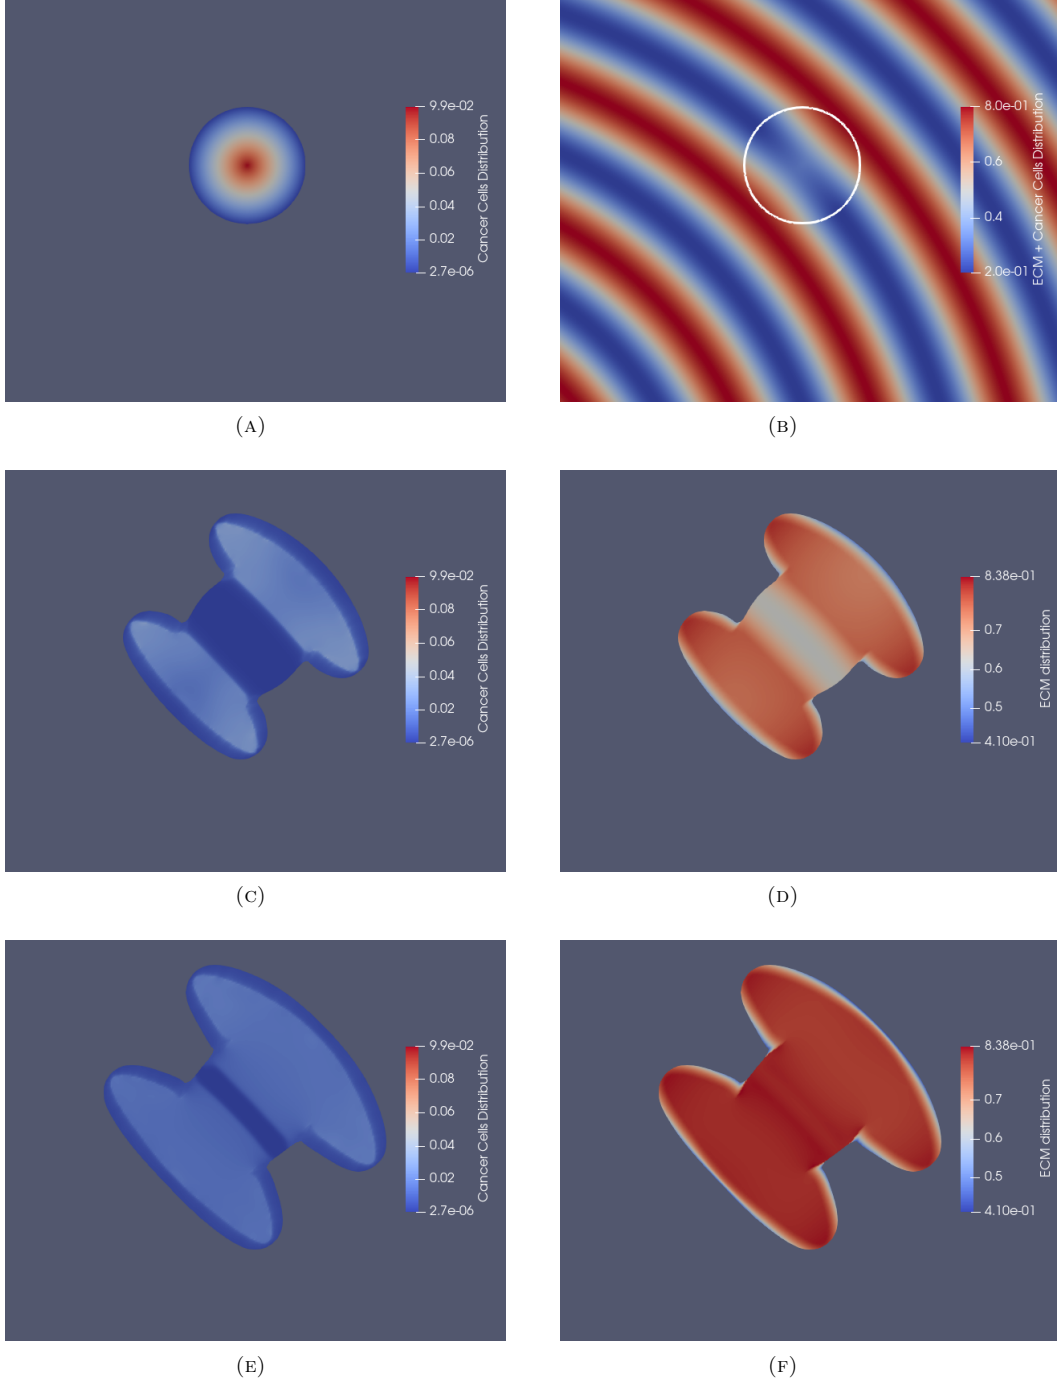 9.9e-02
0.08
0.06
0.04
0.02
2.7e-06
Cancer Cells Distribution
8.0e-01
0.6
0.4
2.0e-01
ECM + Cancer Cells Distribution
(A)
(B)
9.9e-02
0.08
0.06
0.04
0.02
2.7e-06
Cancer Cells Distribution
8.38e-01
0.7
0.6
0.5
4.10e-01
ECM distribution
(C)
(D)
9.9e-02
0.08
0.06
0.04
0.02
2.7e-06
Cancer Cells Distribution
8.38e-01
0.7
0.6
0.5
4.10e-01
ECM distribution
(E)
(F)